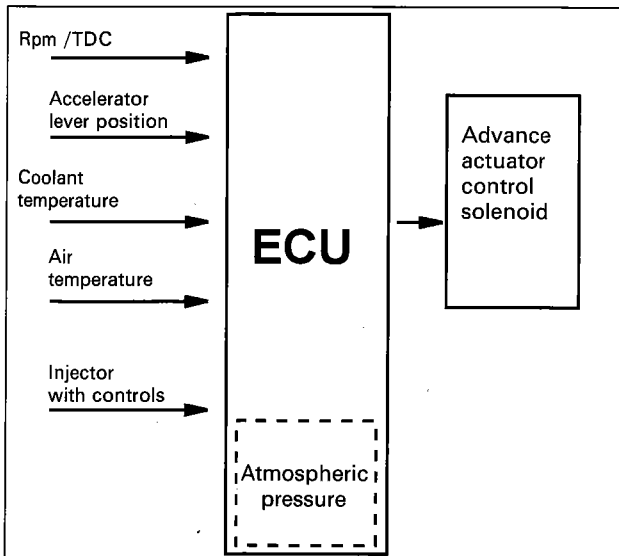 Rpm /TDC
Accelerator
lever position
Coolant
temperature
Air
temperature
Injector
with controls
ECU
Atmospheric
pressure
Advance
actuator
control
solenoid